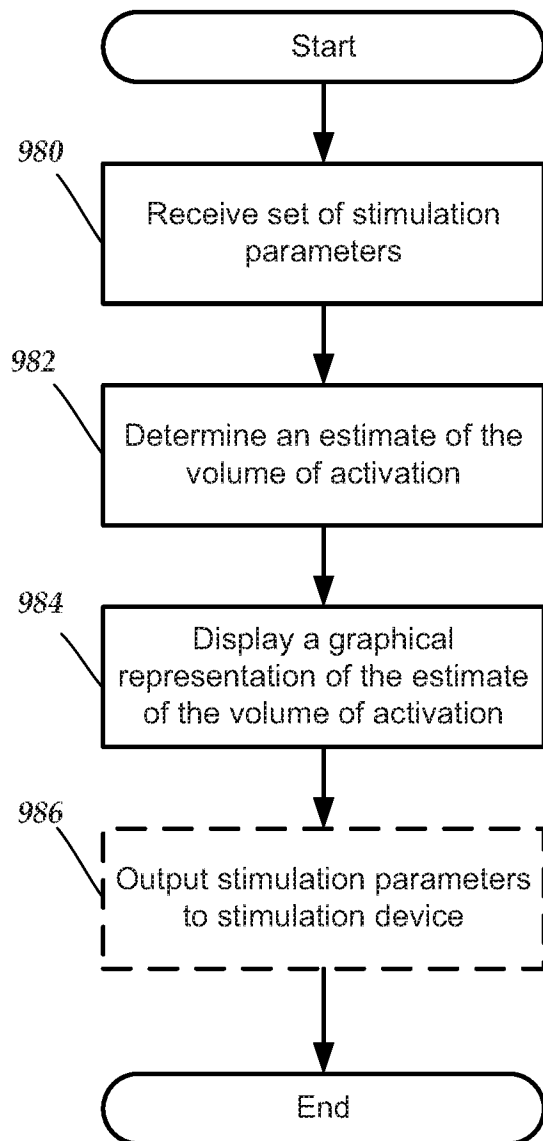 Start
980
Receive set of stimulation
parameters
982
Determine an estimate of the
volume of activation
984
Display a graphical
representation of the estimate
of the volume of activation
986
Output stimulation parameters
to stimulation device
End